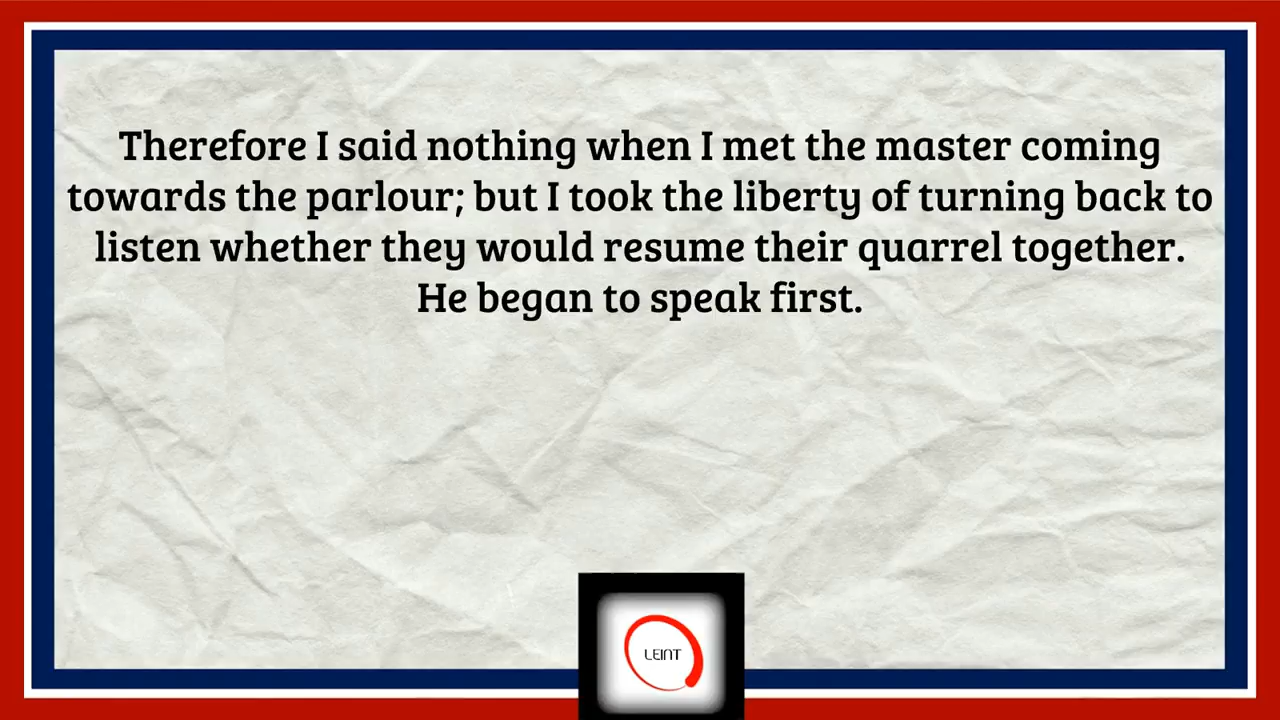 Therefore I said nothing when I met the master coming
towards the parlour; but I took the liberty of turning back to
listen whether they would resume their quarrel together.
He began to speak first.
LEINT